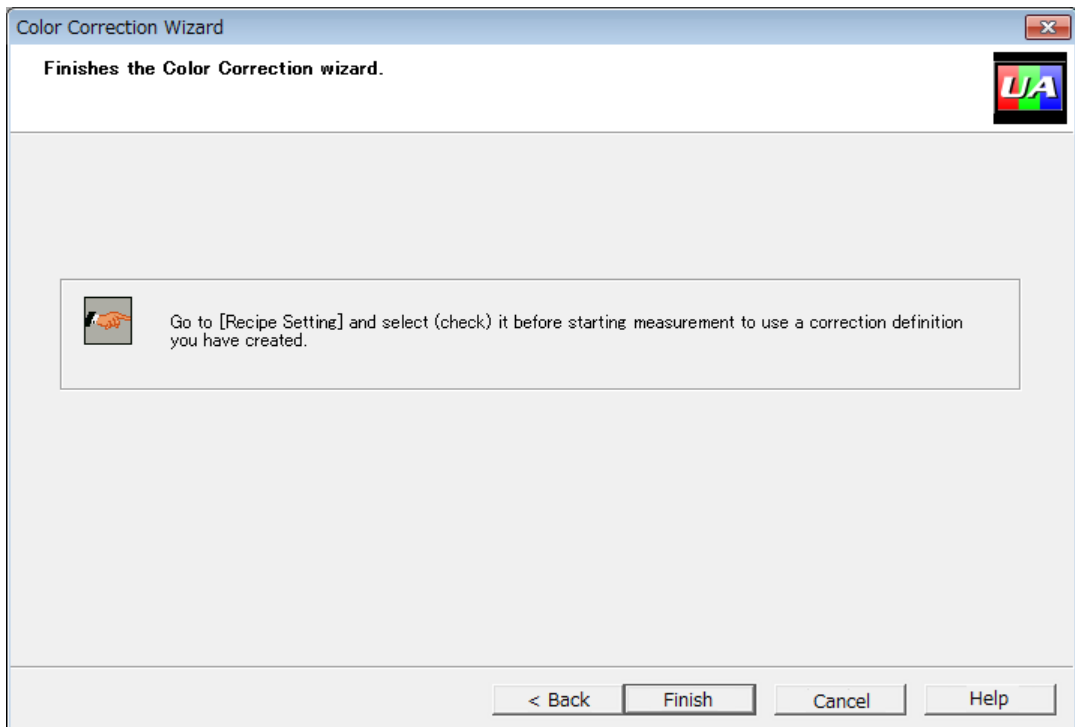 Color Correction Wizard
Finishes the Color Correction wizard.
UA
Go to [Recipe Setting] and select (check) it before starting measurement to use a correction definition
you have created.
< Back
Finish
Cancel
Help